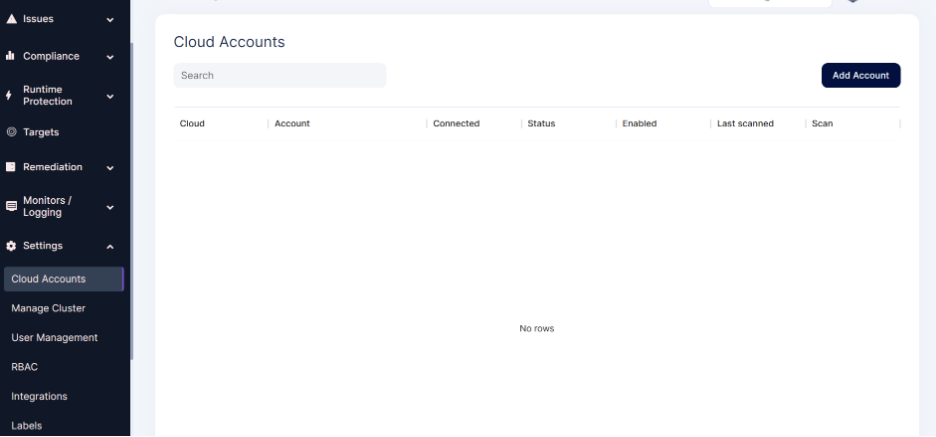 Issues
Compliance
Runtime
Protection
Targets
Remediation
Monitors /
Logging
Settings
Cloud Accounts
Manage Cluster
User Management
RBAC
Integrations
Labels
Cloud Accounts
Search
Add Account
Cloud Account Connected Status Enabled Last scanned Scan
No rows